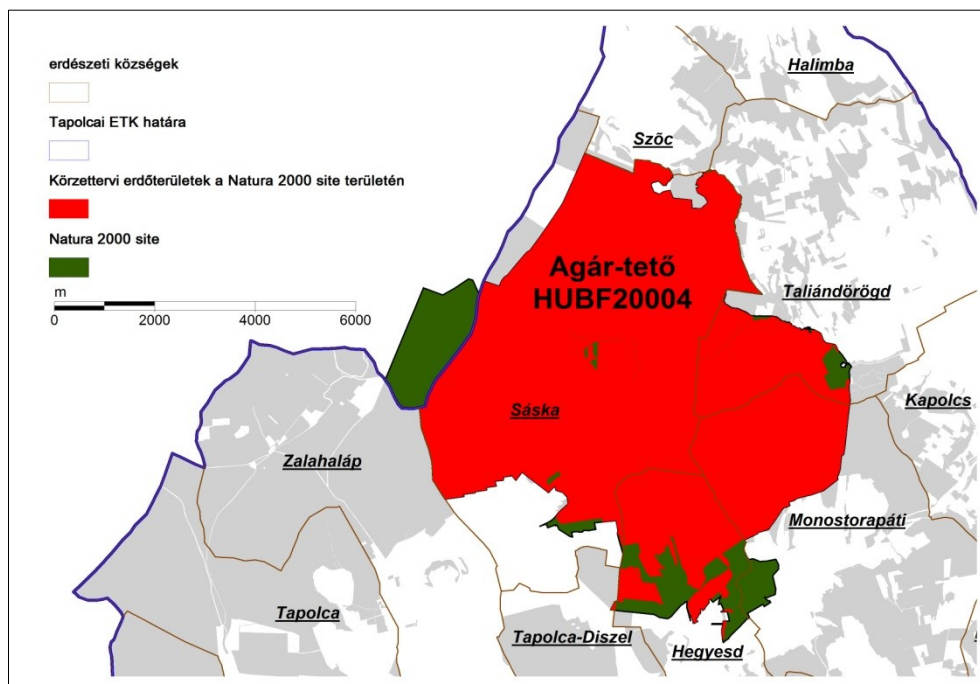 erdészeti községek
Tapolcai ETK határa
Körzettervi erdőterületek a Natura 2000 site területén
Natura 2000 site
m
0 2000 4000 6000
Halimba
Szőc
Agár-tető
HUBF20004
Taliándörögd
Kapolcs
Sáska
Zalahaláp
Monostorapáti
Tapolca
Tapolca-Diszel
Hegyesd